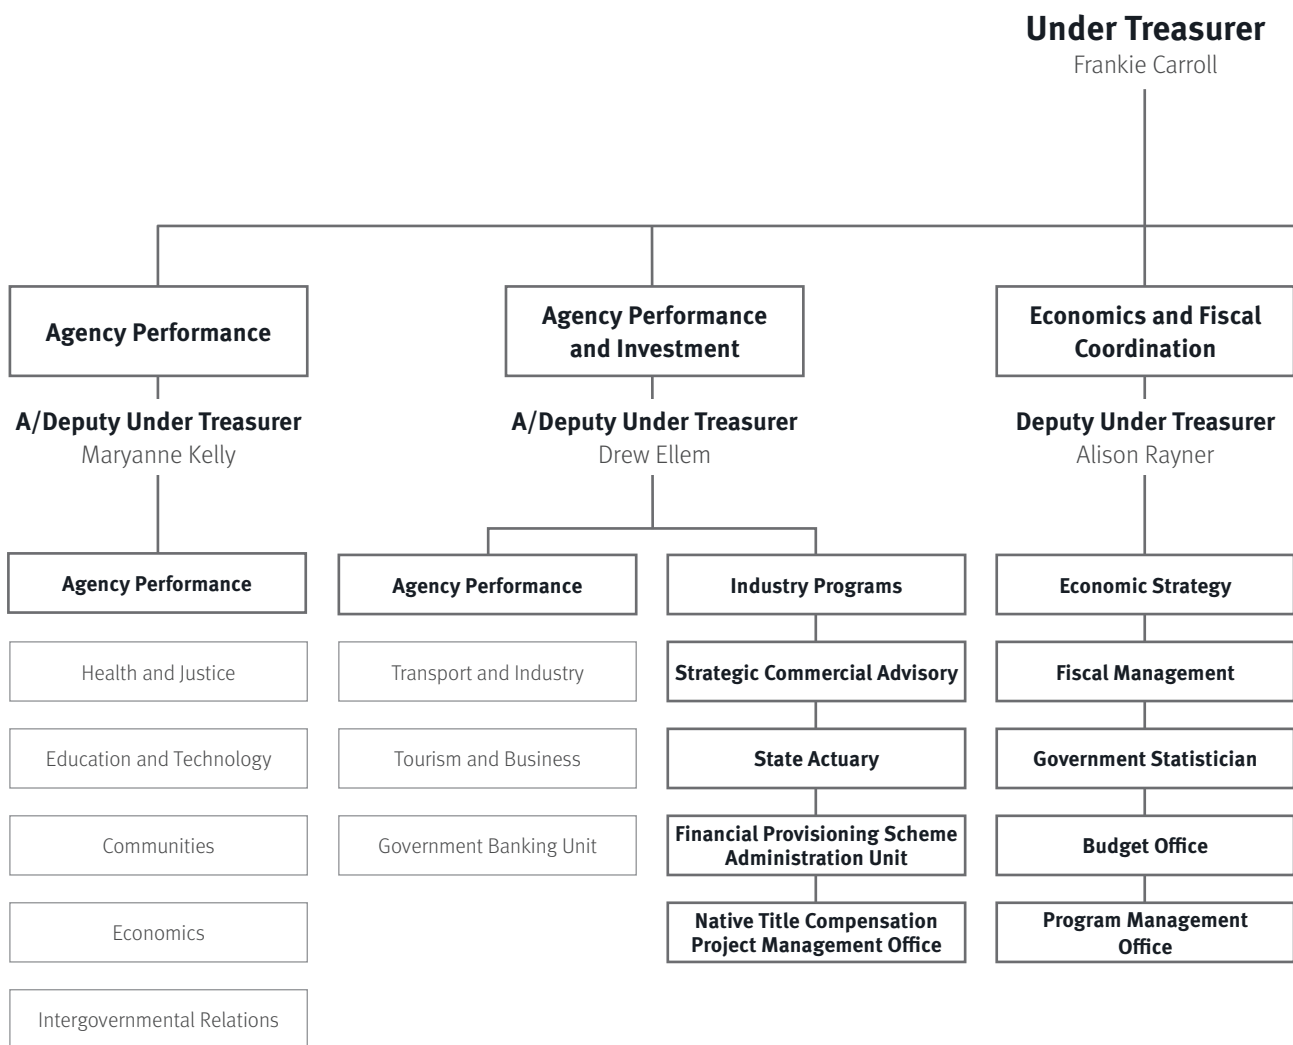 Under Treasurer
Frankie Carroll
Agency Performance
Agency Performance
and Investment
Economics and Fiscal
Coordination
A/Deputy Under Treasurer
Maryanne Kelly
A/Deputy Under Treasurer
Drew Ellem
Deputy Under Treasurer
Alison Rayner
Agency Performance
Health and Justice
Education and Technology
Communities
Economics
Intergovernmental Relations
Agency Performance
Transport and Industry
Tourism and Business
Government Banking Unit
Industry Programs
Strategic Commercial Advisory
State Actuary
Financial Provisioning Scheme
Administration Unit
Native Title Compensation
Project Management Office
Economic Strategy
Fiscal Management
Government Statistician
Budget Office
Program Management
Office